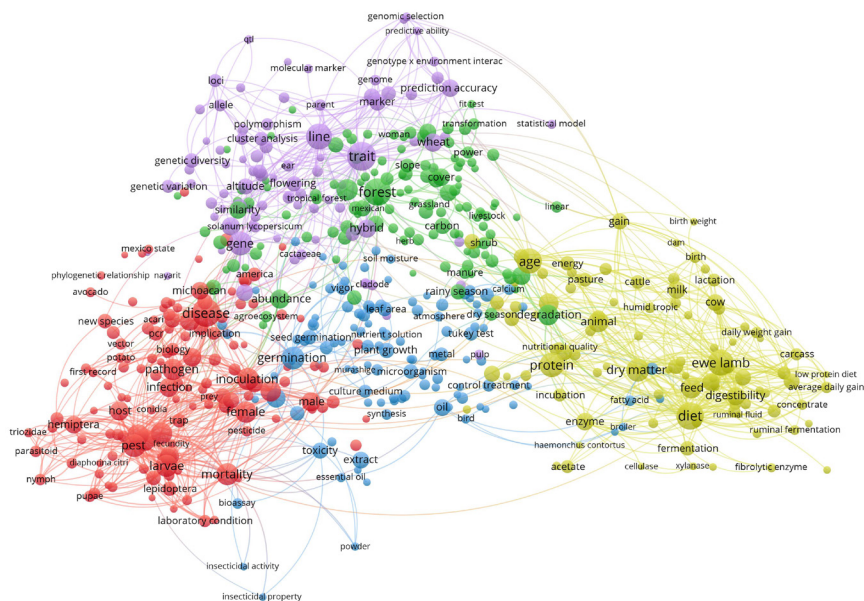 genomic selection
predictive ability
qtl
genotype x environment interac
molecular marker
loci
genome
prediction accuracy
marker
allele
parent
fit test
polymorphism
woman
transformation
statistical model
cluster analysis
line
wheat
power
trait
genetic diversity
ear
slope
cover
genetic variation
altitude
flowering
forest
tropical forest
grassland
similarity
mexican
livestock
linear
solanum lycopersicum
hybrid
carbon
gain
birth weight
gene
herb
shrub
dam
mexico state
cactaceae
soil moisture
age
energy
birth
phylogenetic relationship
nayarit
america
cladode
manure
pasture
cattle
lactation
avocado
michoacan
vigor
rainy season
calcium
milk
abundance
leaf area
humid tropic
cow
new species
acari
disease
agroecosystem
atmosphere
dry season
degradation
animal
pcr
implication
seed germination
nutrient solution
tukey test
daily weight gain
vector
biology
plant growth
metal
nutritional quality
potato
germination
pulp
carcass
first record
pathogen
murashige
microorganism
protein
dry matter
ewe lamb
low protein diet
infection
inoculation
culture medium
control treatment
feed
digestibility
average daily gain
prey
incubation
fatty acid
host
conidia
female
male
synthesis
oil
diet
concentrate
hemiptera
trap
pesticide
bird
enzyme
broiler
ruminal fluid
ruminal fermentation
triozidae
pest
fecundity
toxicity
haemonchus contortus
fermentation
parasitoid
diaphorina citri
larvae
extract
acetate
cellulase
xylanase
fibrolytic enzyme
nymph
mortality
essential oil
pupae
lepidoptera
bioassay
laboratory condition
powder
insecticidal activity
insecticidal property